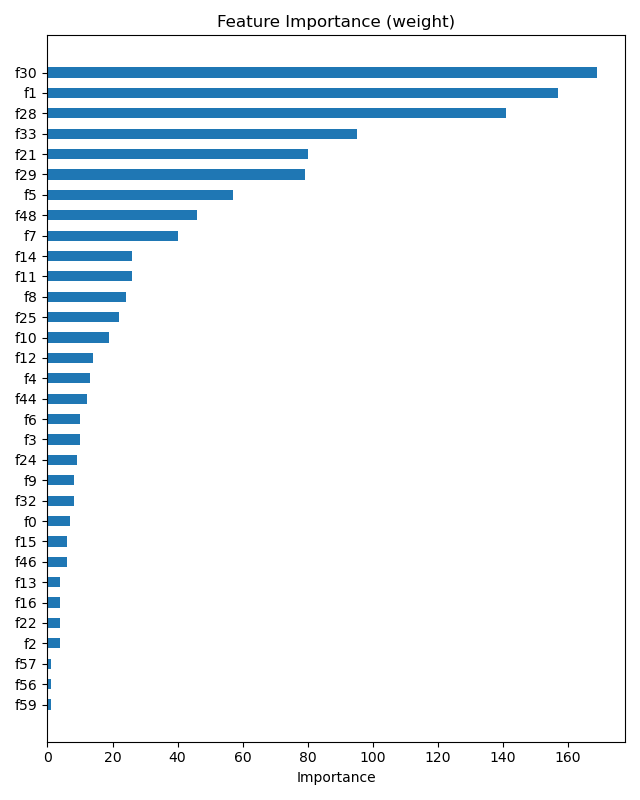 Feature Importance (weight)
f30
f1
f28
f33
f21
f29
f5
f48
f7
f14
f11
f8
f25
f10
f12
f4
f44
f6
f3
f24
f9
f32
f0
f15
f46
f13
f16
f22
f2
f57
f56
f59
0 20 40 60 80 100 120 140 160
Importance